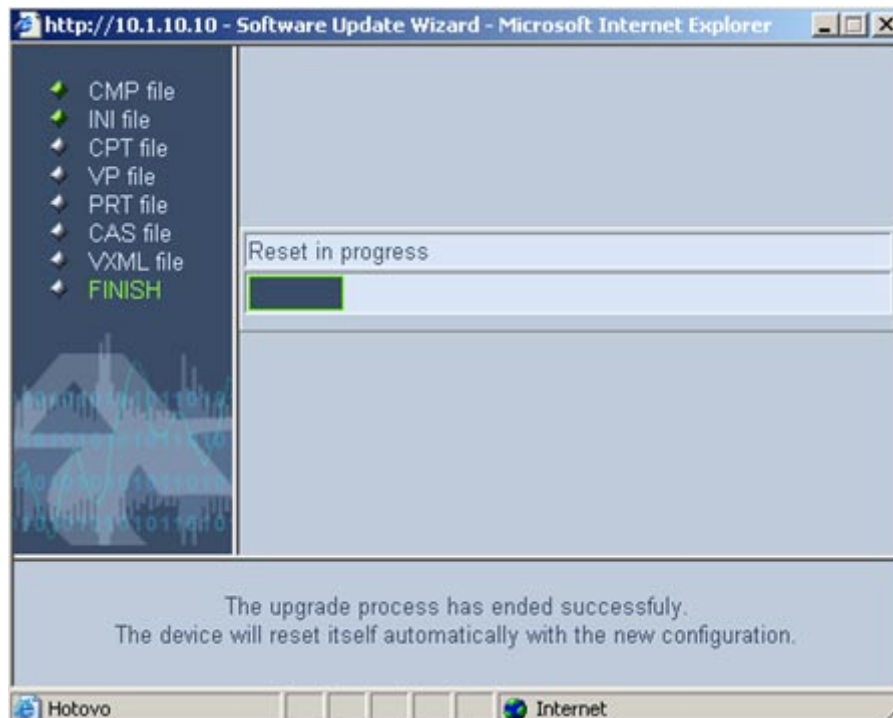 http://10.1.10.10 - Software Update Wizard - Microsoft Internet Explorer
CMP file
INI file
CPT file
VP file
PRT file
CAS file
VXML file
FINISH
Reset in progress
The upgrade process has ended successfuly.
The device will reset itself automatically with the new configuration.
Hotovo
Internet